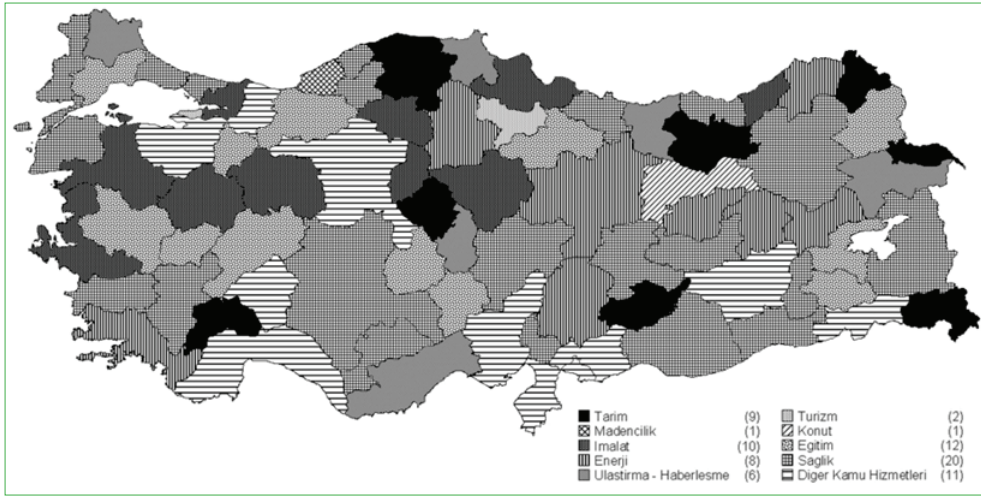 Tarim (9)
Madencilik (1)
Imalat (10)
Enerji (8)
Ulastirma - Haberlesme (6)
Turizm (2)
Konut (1)
Egitim (12)
Saglik (20)
Diger Kamu Hizmetleri (11)